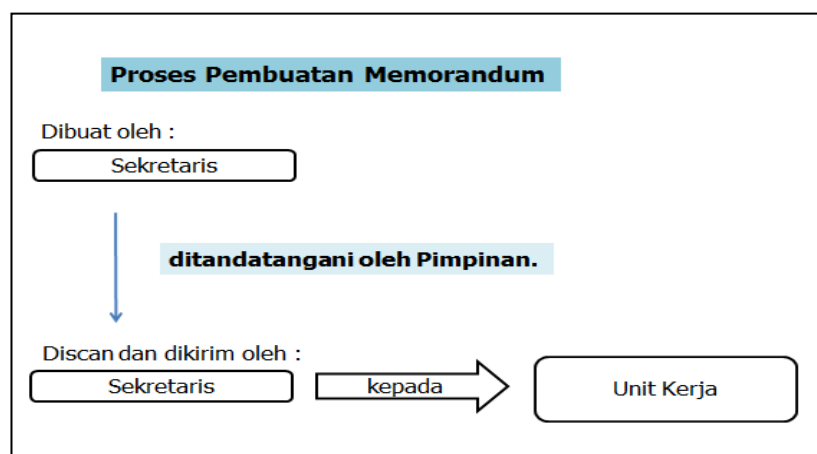 Proses Pembuatan Memorandum
Dibuat oleh :
Sekretaris
ditandatangani oleh Pimpinan.
Discan dan dikirim oleh :
Sekretaris
kepada
Unit Kerja